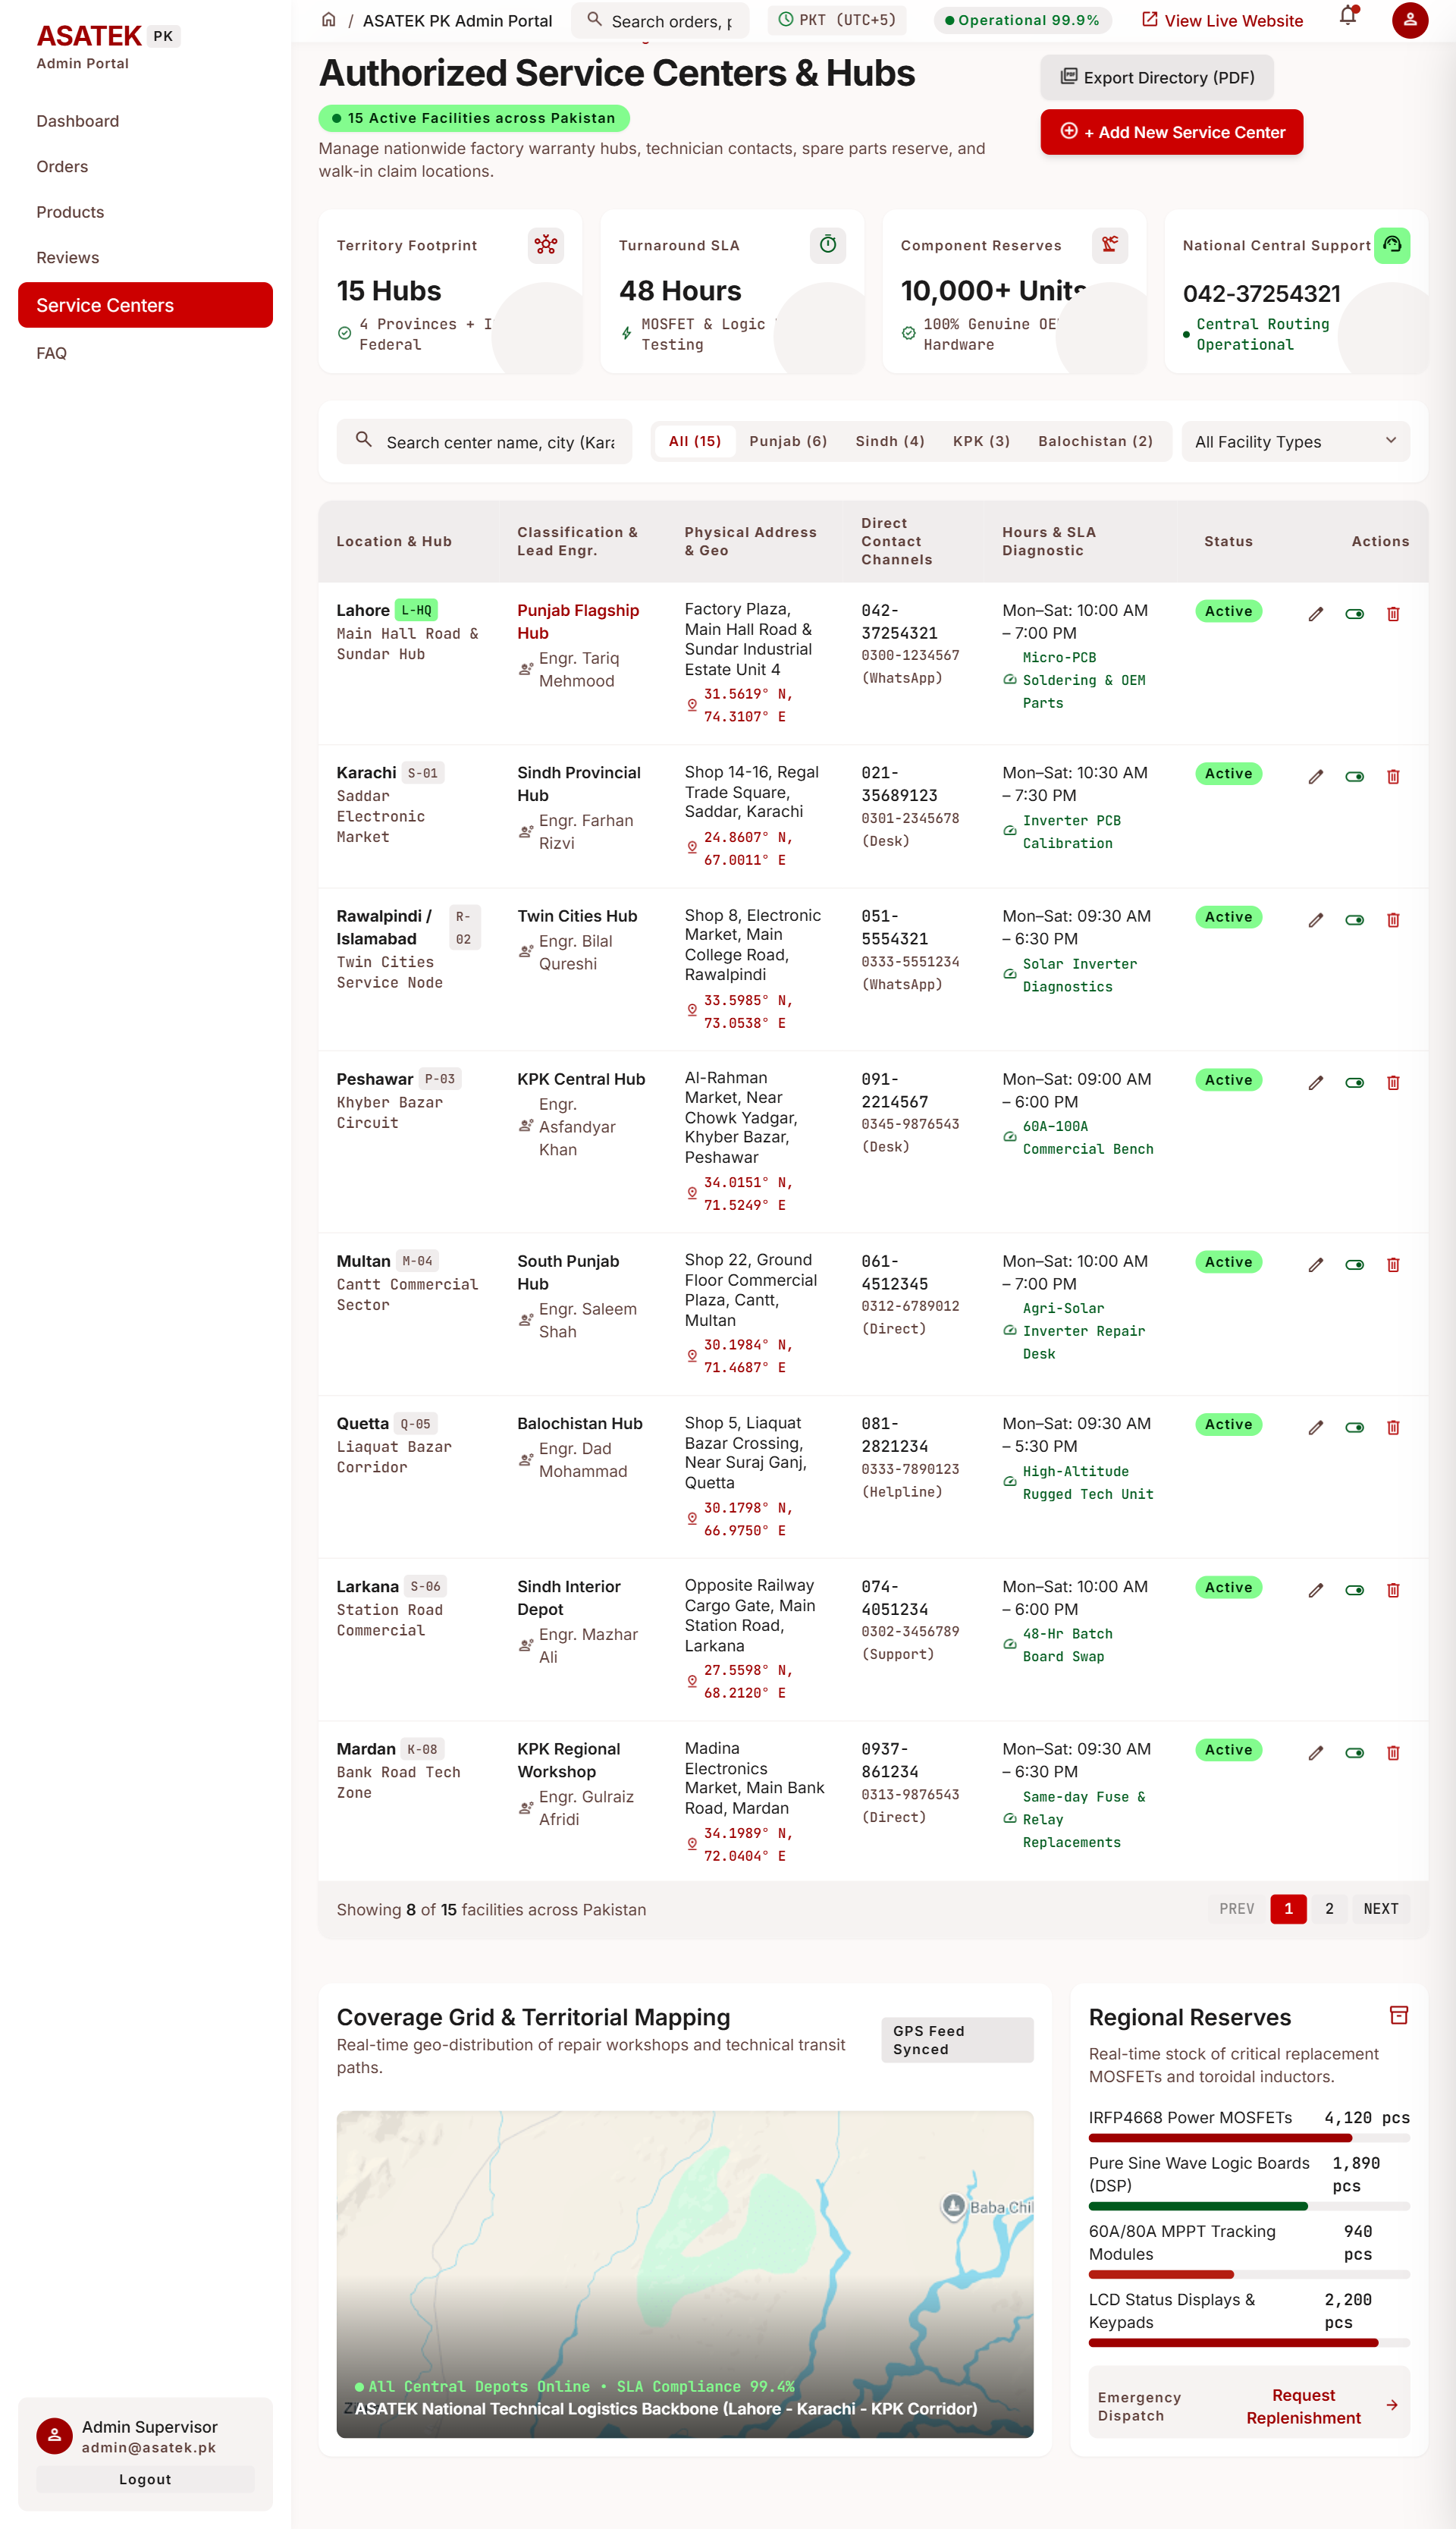 ASATEK PK
Admin Portal
Dashboard
Orders
Products
Reviews
Service Centers
FAQ
Admin Supervisor
admin@asatek.pk
Logout
/ ASATEK PK Admin Portal
Search orders, p
PKT (UTC+5)
Operational 99.9%
View Live Website
Authorized Service Centers & Hubs
15 Active Facilities across Pakistan
Manage nationwide factory warranty hubs, technician contacts, spare parts reserve, and
walk-in claim locations.
Export Directory (PDF)
+ Add New Service Center
Territory Footprint
15 Hubs
4 Provinces + I
Federal
Turnaround SLA
48 Hours
MOSFET & Logic
Testing
Component Reserves
10,000+ Units
100% Genuine OE
Hardware
National Central Support
042-37254321
Central Routing
Operational
Search center name, city (Kara
All (15)
Punjab (6)
Sindh (4)
KPK (3)
Balochistan (2)
All Facility Types
Location & Hub
Classification &
Lead Engr.
Physical Address
& Geo
Direct
Contact
Channels
Hours & SLA
Diagnostic
Status
Actions
Lahore L-HQ
Main Hall Road &
Sundar Hub
Punjab Flagship
Hub
Engr. Tariq
Mehmood
Factory Plaza,
Main Hall Road &
Sundar Industrial
Estate Unit 4
31.5619° N,
74.3107° E
042-
37254321
0300-1234567
(WhatsApp)
Mon–Sat: 10:00 AM
– 7:00 PM
Micro-PCB
Soldering & OEM
Parts
Active
Karachi S-01
Saddar
Electronic
Market
Sindh Provincial
Hub
Engr. Farhan
Rizvi
Shop 14-16, Regal
Trade Square,
Saddar, Karachi
24.8607° N,
67.0011° E
021-
35689123
0301-2345678
(Desk)
Mon–Sat: 10:30 AM
– 7:30 PM
Inverter PCB
Calibration
Active
Rawalpindi /
Islamabad
R-
02
Twin Cities
Service Node
Twin Cities Hub
Engr. Bilal
Qureshi
Shop 8, Electronic
Market, Main
College Road,
Rawalpindi
33.5985° N,
73.0538° E
051-
5554321
0333-5551234
(WhatsApp)
Mon–Sat: 09:30 AM
– 6:30 PM
Solar Inverter
Diagnostics
Active
Peshawar P-03
Khyber Bazar
Circuit
KPK Central Hub
Engr.
Asfandyar
Khan
Al-Rahman
Market, Near
Chowk Yadgar,
Khyber Bazar,
Peshawar
34.0151° N,
71.5249° E
091-
2214567
0345-9876543
(Desk)
Mon–Sat: 09:00 AM
– 6:00 PM
60A–100A
Commercial Bench
Active
Multan M-04
Cantt Commercial
Sector
South Punjab
Hub
Engr. Saleem
Shah
Shop 22, Ground
Floor Commercial
Plaza, Cantt,
Multan
30.1984° N,
71.4687° E
061-
4512345
0312-6789012
(Direct)
Mon–Sat: 10:00 AM
– 7:00 PM
Agri-Solar
Inverter Repair
Desk
Active
Quetta Q-05
Liaquat Bazar
Corridor
Balochistan Hub
Engr. Dad
Mohammad
Shop 5, Liaquat
Bazar Crossing,
Near Suraj Ganj,
Quetta
30.1798° N,
66.9750° E
081-
2821234
0333-7890123
(Helpline)
Mon–Sat: 09:30 AM
– 5:30 PM
High-Altitude
Rugged Tech Unit
Active
Larkana S-06
Station Road
Commercial
Sindh Interior
Depot
Engr. Mazhar
Ali
Opposite Railway
Cargo Gate, Main
Station Road,
Larkana
27.5598° N,
68.2120° E
074-
4051234
0302-3456789
(Support)
Mon–Sat: 10:00 AM
– 6:00 PM
48-Hr Batch
Board Swap
Active
Mardan K-08
Bank Road Tech
Zone
KPK Regional
Workshop
Engr. Gulraiz
Afridi
Madina
Electronics
Market, Main Bank
Road, Mardan
34.1989° N,
72.0404° E
0937-
861234
0313-9876543
(Direct)
Mon–Sat: 09:30 AM
– 6:30 PM
Same-day Fuse &
Relay
Replacements
Active
Showing 8 of 15 facilities across Pakistan
PREV 1 2 NEXT
Coverage Grid & Territorial Mapping
Real-time geo-distribution of repair workshops and technical transit
paths.
GPS Feed
Synced
Baba Chi
All Central Depots Online • SLA Compliance 99.4%
ASATEK National Technical Logistics Backbone (Lahore - Karachi - KPK Corridor)
Regional Reserves
Real-time stock of critical replacement
MOSFETs and toroidal inductors.
IRFP4668 Power MOSFETs 4,120 pcs
Pure Sine Wave Logic Boards
(DSP)
1,890
pcs
60A/80A MPPT Tracking
Modules
940
pcs
LCD Status Displays &
Keypads
2,200
pcs
Emergency
Dispatch
Request
Replenishment